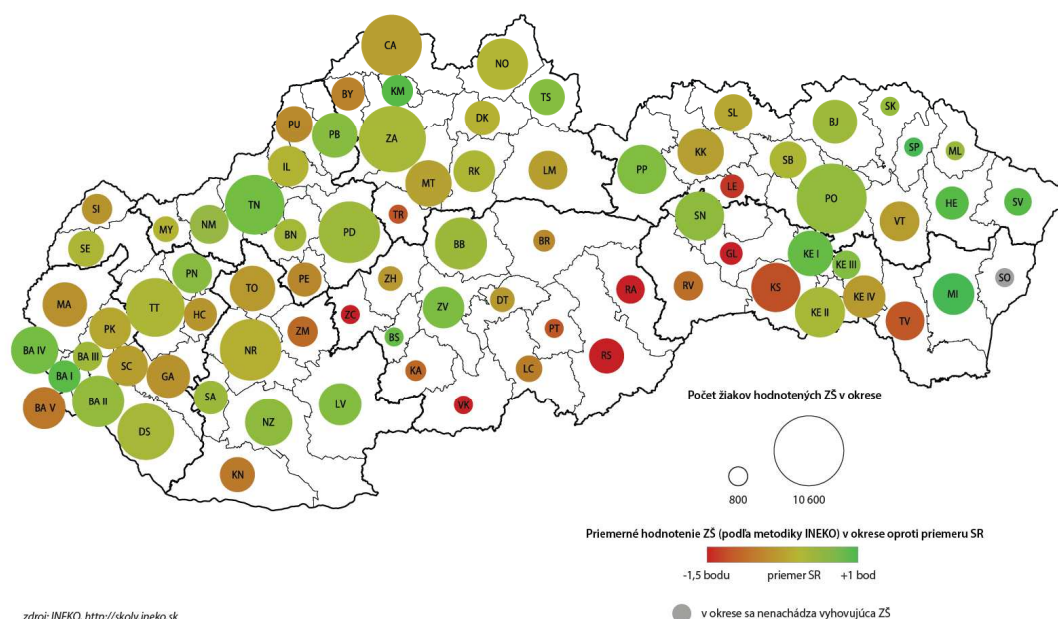 CA
NO
BY
KM
TS
PU
PB
ZA
DK
SL
BJ
SK
IL
MT
RK
LM
PP
KK
SB
SP
ML
SI
TN
TR
LE
PO
HE
SV
SE
MY
NM
BN
PD
BB
BR
SN
VT
PN
PE
ZH
GL
KE I
KE III
SO
MA
TT
HC
TO
ZC
ZV
DT
RA
RV
KS
KE II
KE IV
MI
TV
PK
NR
ZM
BS
PT
BA IV
BA III
SC
GA
RS
BA I
KA
LC
BA V
BA II
SA
LV
VK
DS
NZ
KN
Počet žiakov hodnotených ZŠ v okrese
800
10 600
Priemerné hodnotenie ZŠ (podľa metodiky INEKO) v okrese oproti priemeru SR
-1,5 bodu
priemer SR
+1 bod
v okrese sa nenachádza vyhovujúca ZŠ
zdroj: INEKO, http://skoly.ineko.sk